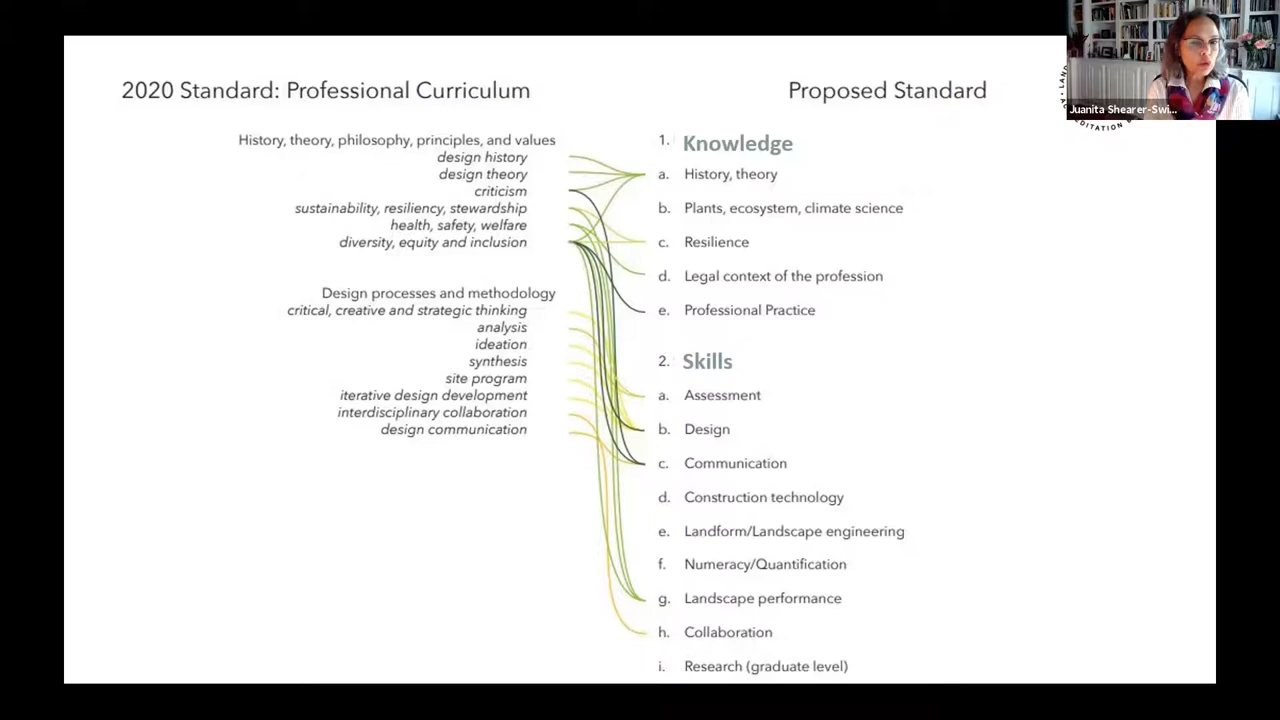 2020 Standard: Professional Curriculum
History, theory, philosophy, principles, and values
design history
design theory
criticism
sustainability, resiliency, stewardship
health, safety, welfare
diversity, equity and inclusion
Design processes and methodology
critical, creative and strategic thinking
analysis
ideation
synthesis
site program
iterative design development
interdisciplinary collaboration
design communication
Proposed Standard
1. Knowledge
a. History, theory
b. Plants, ecosystem, climate science
c. Resilience
d. Legal context of the profession
e. Professional Practice
2. Skills
a. Assessment
b. Design
c. Communication
d. Construction technology
e. Landform/Landscape engineering
f. Numeracy/Quantification
g. Landscape performance
h. Collaboration
i. Research (graduate level)
Juanita Shearer-Swi...